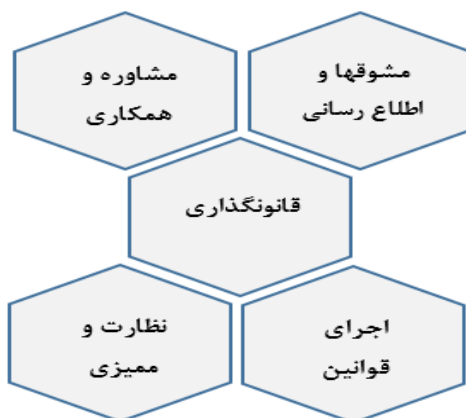 مشوقها و
اطلاع رسانی
مشاوره و
همکاری
قانونگذاری
اجرای
قوانین
نظارت و
ممیزی